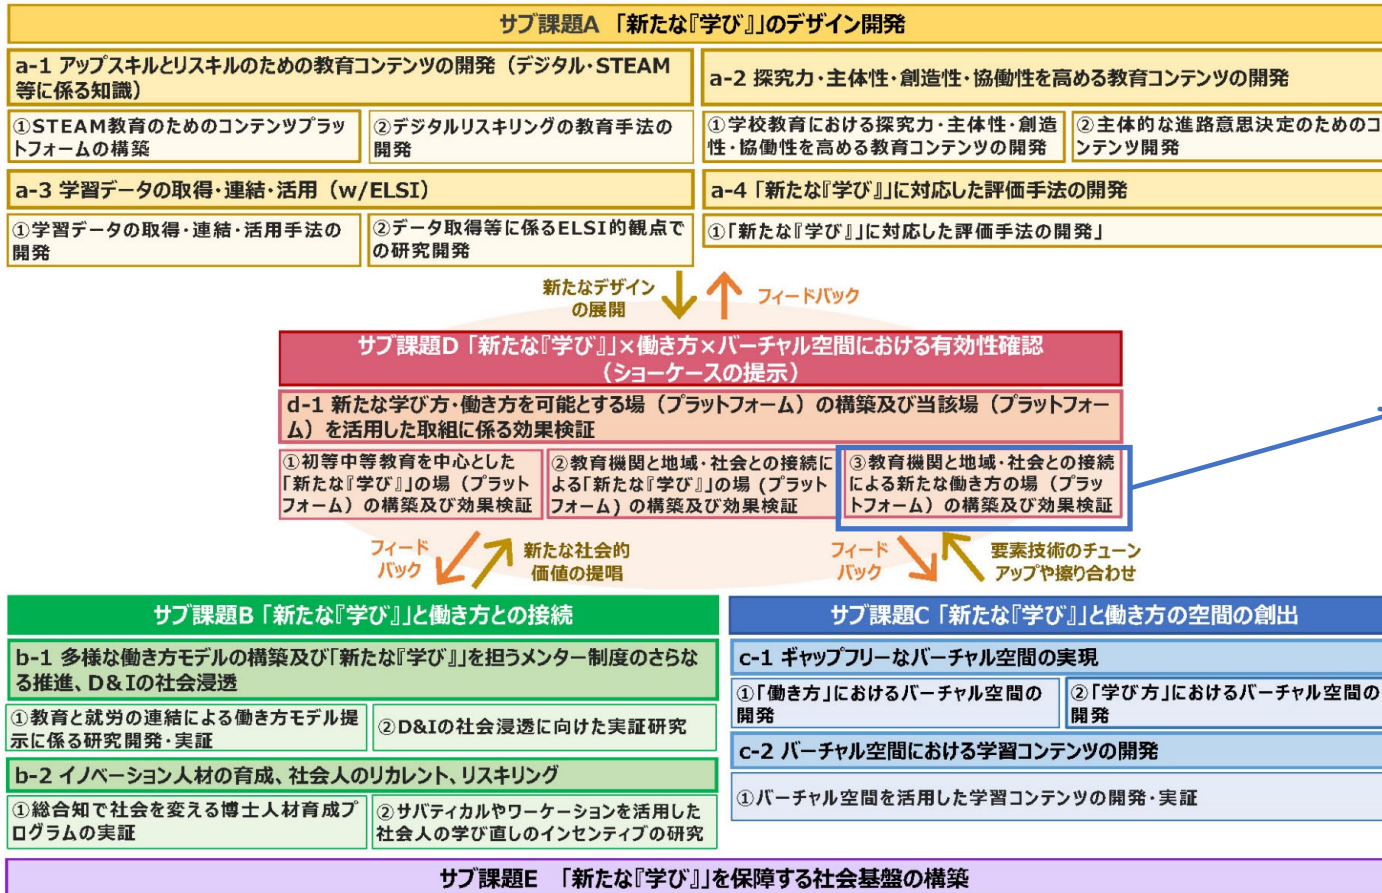 サブ課題A 「新たな『学び』」のデザイン開発
a-1 アップスキルとリスキルのための教育コンテンツの開発（デジタル・STEAM
等に係る知識）
a-2 探究力・主体性・創造性・協働性を高める教育コンテンツの開発
①STEAM教育のためのコンテンツプラッ
トフォームの構築
②デジタルリスキリングの教育手法の
開発
①学校教育における探究力・主体性・創造
性・協働性を高める教育コンテンツの開発
②主体的な進路意思決定のためのコ
ンテンツ開発
a-3 学習データの取得・連結・活用（w/ELSI）
a-4「新たな『学び』」に対応した評価手法の開発
①学習データの取得・連結・活用手法の
開発
②データ取得等に係るELSI的観点で
の研究開発
①「新たな『学び』」に対応した評価手法の開発」
新たなデザイン
の展開
フィードバック
サブ課題D「新たな『学び』」×働き方×バーチャル空間における有効性確認
（ショーケースの提示）
d-1 新たな学び方・働き方を可能とする場（プラットフォーム）の構築及び当該場（プラットフォー
ム）を活用した取組に係る効果検証
①初等中等教育を中心とした
「新たな『学び』」の場（プラット
フォーム）の構築及び効果検証
②教育機関と地域・社会との接続に
よる「新たな『学び』」の場 (プラット
フォーム) の構築及び効果検証
③教育機関と地域・社会との接続
による新たな働き方の場（プラッ
トフォーム）の構築及び効果検証
フィード
バック
新たな社会的
価値の提唱
フィード
バック
要素技術のチューン
アップや擦り合わせ
サブ課題B「新たな『学び』」と働き方との接続
b-1 多様な働き方モデルの構築及び「新たな『学び』」を担うメンター制度のさらな
る推進、D&Iの社会浸透
①教育と就労の連結による働き方モデル提
示に係る研究開発・実証
②D&Iの社会浸透に向けた実証研究
b-2 イノベーション人材の育成、社会人のリカレント、リスキリング
①総合知で社会を変える博士人材育成プ
ログラムの実証
②サバティカルやワーケーションを活用した
社会人の学び直しのインセンティブの研究
サブ課題C「新たな『学び』」と働き方の空間の創出
c-1 ギャップフリーなバーチャル空間の実現
①「働き方」におけるバーチャル空間の
開発
②「学び方」におけるバーチャル空間の
開発
c-2 バーチャル空間における学習コンテンツの開発
①バーチャル空間を活用した学習コンテンツの開発・実証
サブ課題E 「新たな『学び』」を保障する社会基盤の構築